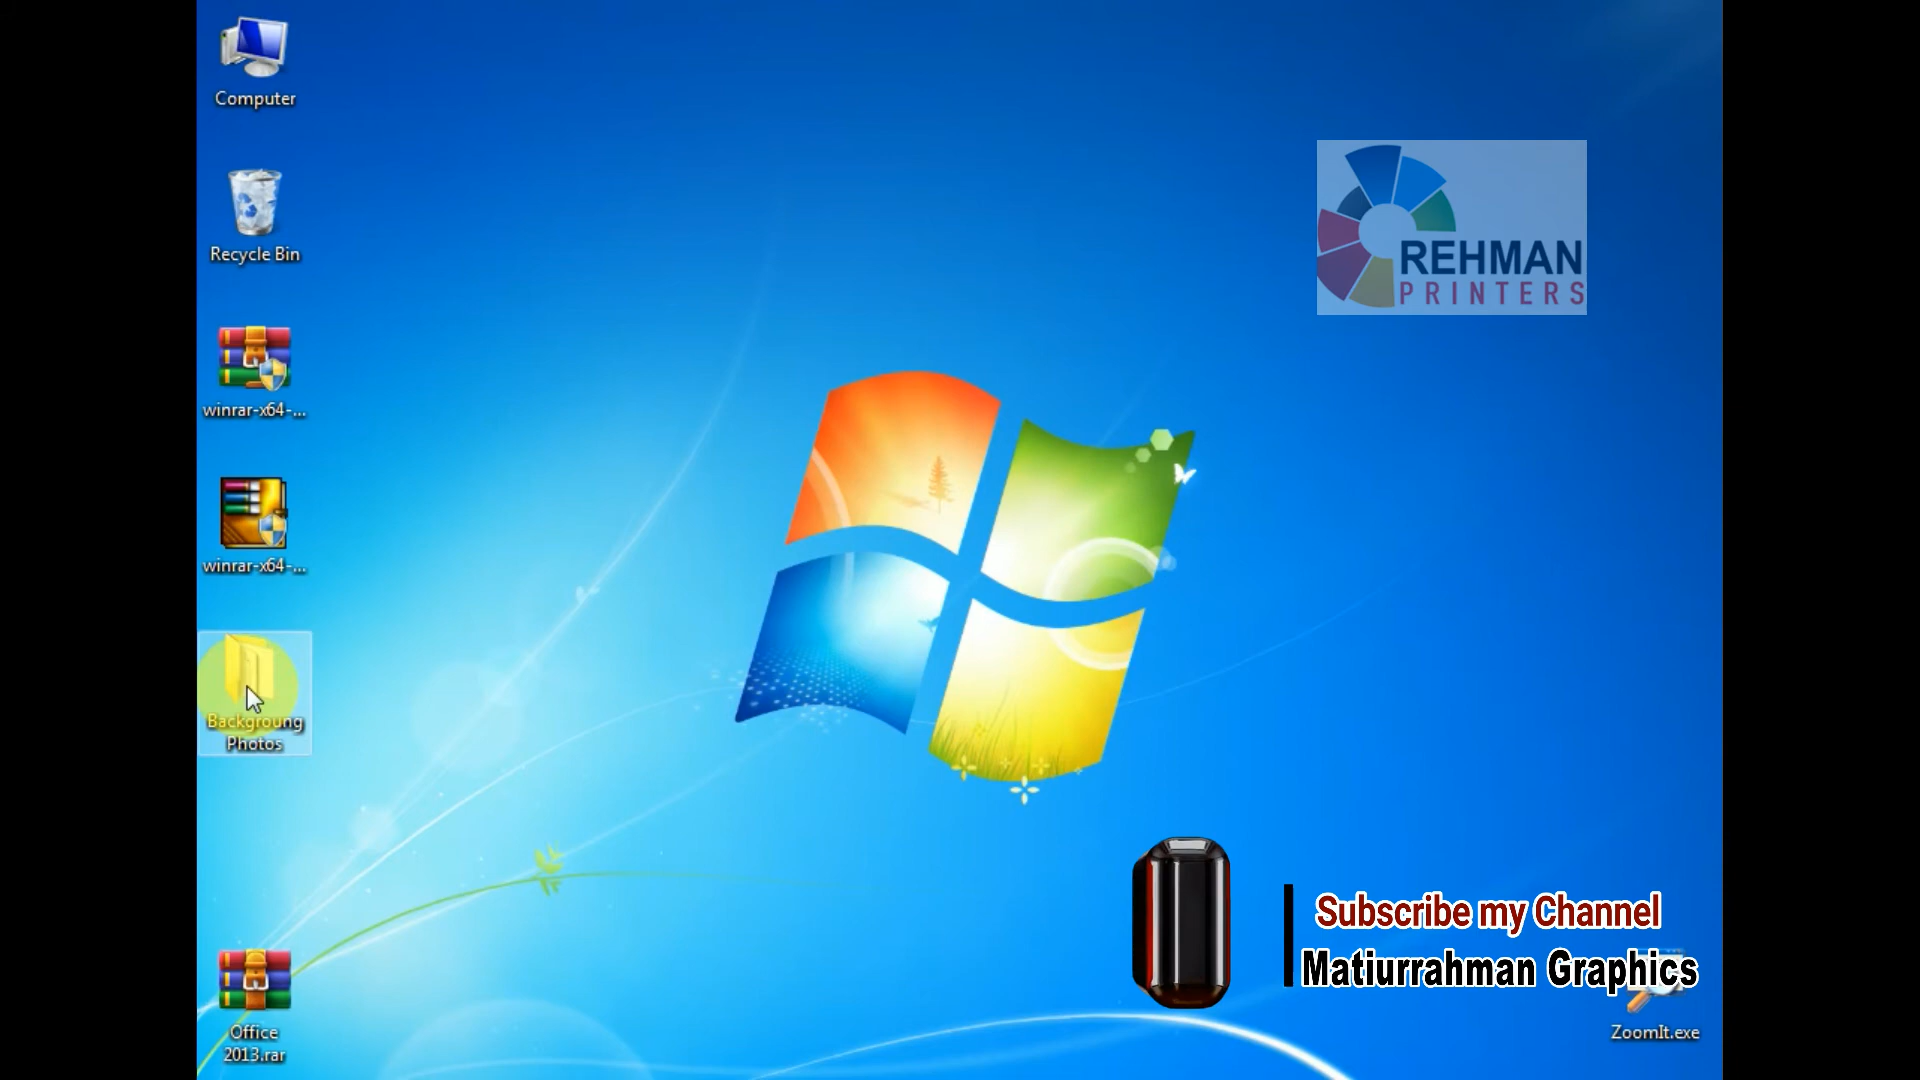 Computer
Recycle Bin
winrar-x64-...
winrar-x64-...
Backgroung
Photos
Office
2013.rar
REHMAN
PRINTERS
Subscribe my Channel
Matiurrahman Graphics
ZoomIt.exe